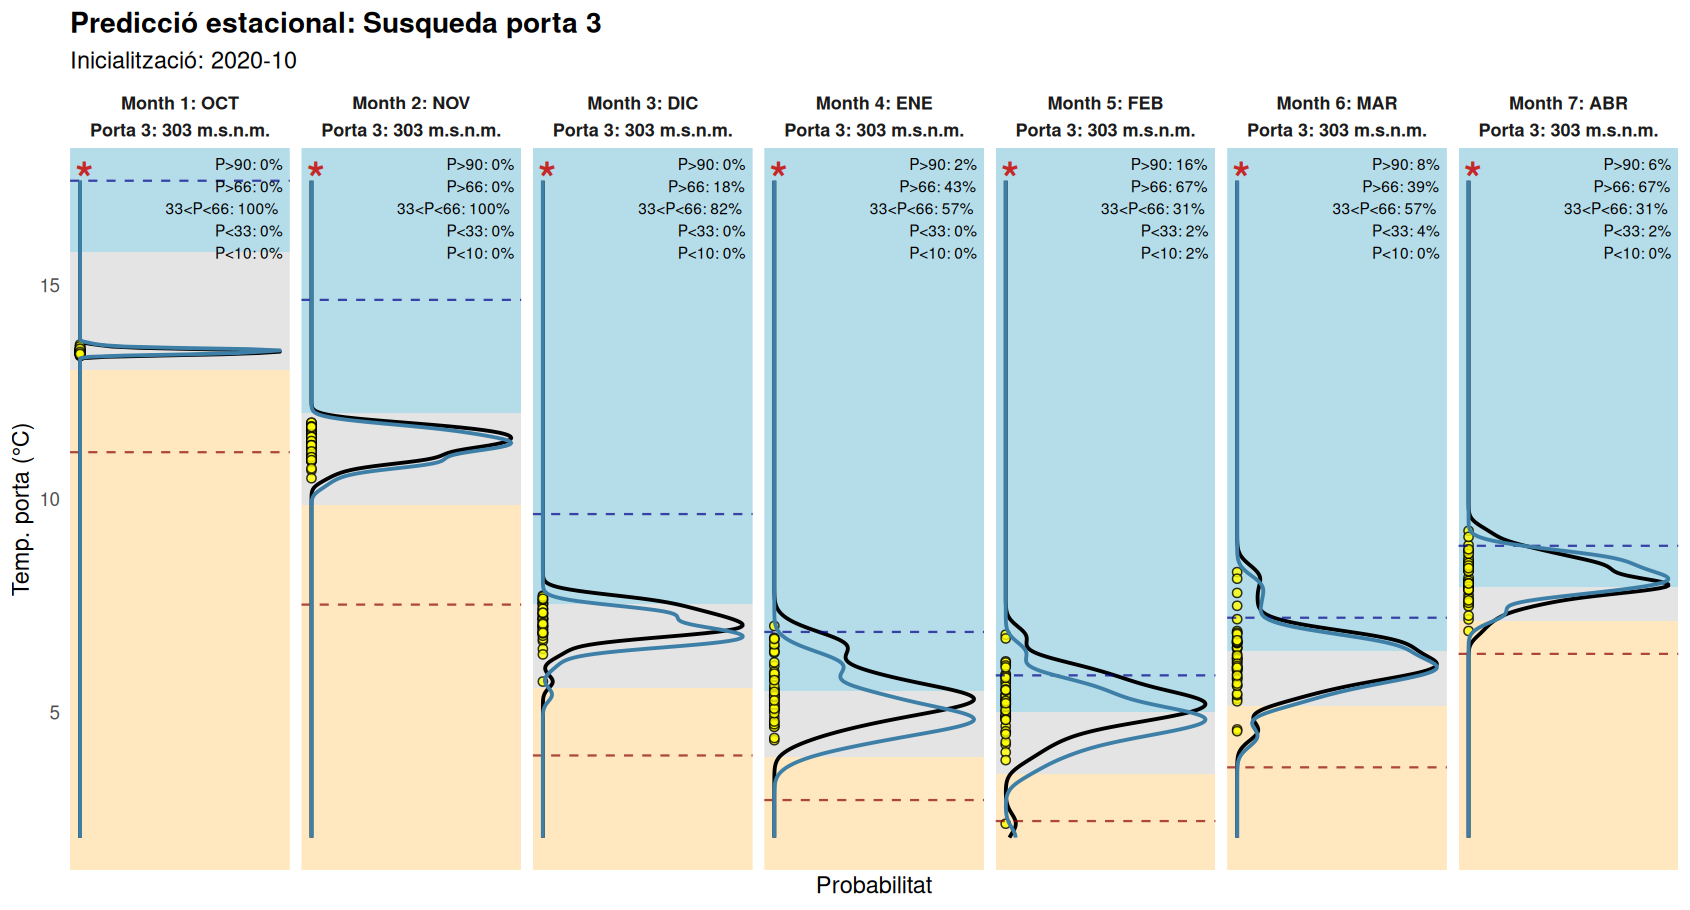 Predicció estacional: Susqueda porta 3
Inicialització: 2020-10
Month 1: OCT
Porta 3: 303 m.s.n.m.
Month 2: NOV
Porta 3: 303 m.s.n.m.
Month 3: DIC
Porta 3: 303 m.s.n.m.
Month 4: ENE
Porta 3: 303 m.s.n.m.
Month 5: FEB
Porta 3: 303 m.s.n.m.
Month 6: MAR
Porta 3: 303 m.s.n.m.
Month 7: ABR
Porta 3: 303 m.s.n.m.
*
P>90: 0%
P>66: 0%
33<P<66: 100%
P<33: 0%
P<10: 0%
*
P>90: 0%
P>66: 0%
33<P<66: 100%
P<33: 0%
P<10: 0%
*
P>90: 0%
P>66: 18%
33<P<66: 82%
P<33: 0%
P<10: 0%
*
P>90: 2%
P>66: 43%
33<P<66: 57%
P<33: 0%
P<10: 0%
*
P>90: 16%
P>66: 67%
33<P<66: 31%
P<33: 2%
P<10: 2%
*
P>90: 8%
P>66: 39%
33<P<66: 57%
P<33: 4%
P<10: 0%
*
P>90: 6%
P>66: 67%
33<P<66: 31%
P<33: 2%
P<10: 0%
15
10
5
Temp. porta (°C)
Probabilitat